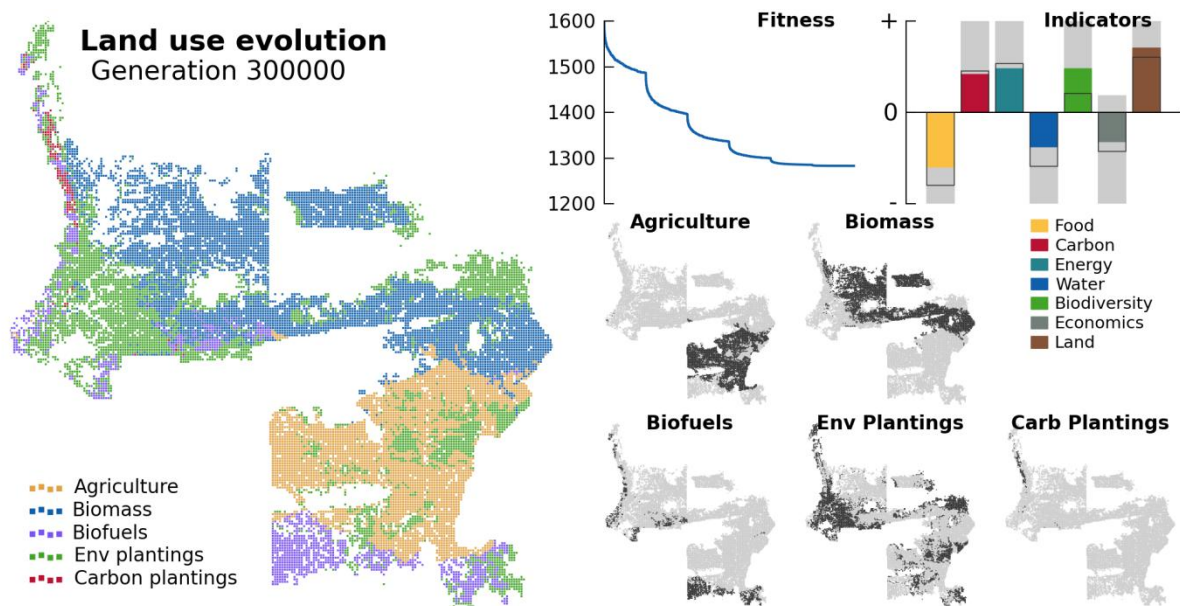 Land use evolution
Generation 300000
Agriculture
Biomass
Biofuels
Env plantings
Carbon plantings
Fitness
1600
1500
1400
1300
1200
Indicators
+
0
-
Food
Carbon
Energy
Water
Biodiversity
Economics
Land
Agriculture
Biomass
Biofuels
Env Plantings
Carb Plantings